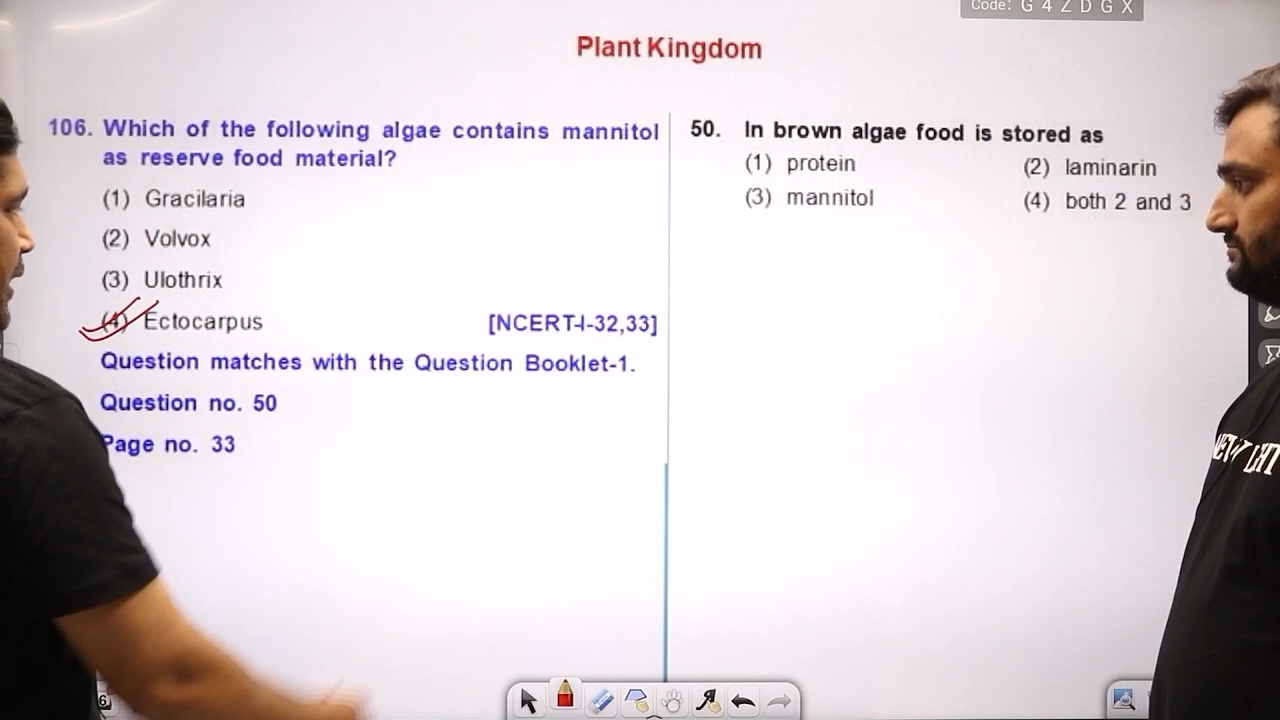 Code: G 4 Z D G X
Plant Kingdom
106. Which of the following algae contains mannitol
as reserve food material?
(1) Gracilaria
(2) Volvox
(3) Ulothrix
(4) Ectocarpus [NCERT-I-32,33]
Question matches with the Question Booklet-1.
Question no. 50
Page no. 33
50. In brown algae food is stored as
(1) protein (2) laminarin
(3) mannitol (4) both 2 and 3